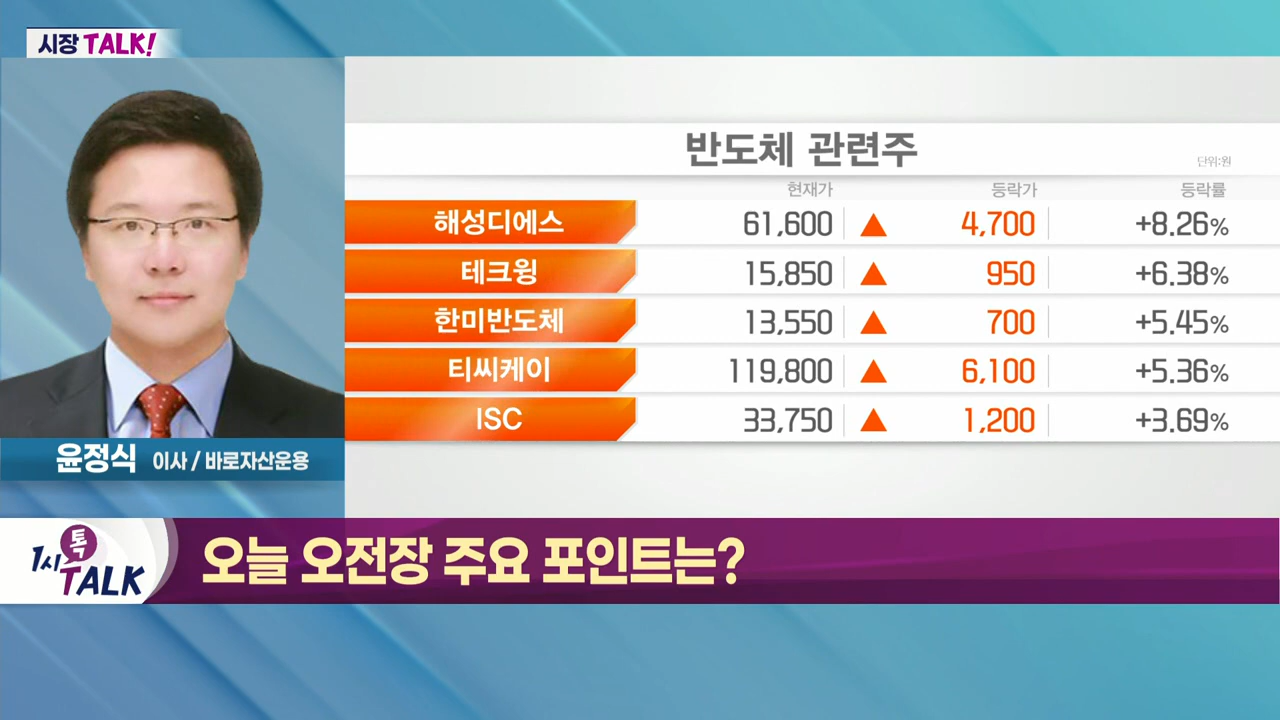 시장 TALK!
반도체 관련주
단위:원
현재가 등락가 등락률
해성디에스 61,600 ▲ 4,700 +8.26%
테크윙 15,850 ▲ 950 +6.38%
한미반도체 13,550 ▲ 700 +5.45%
티씨케이 119,800 ▲ 6,100 +5.36%
ISC 33,750 ▲ 1,200 +3.69%
윤정식 이사 / 바로자산운용
1시 톡 TALK
오늘 오전장 주요 포인트는?